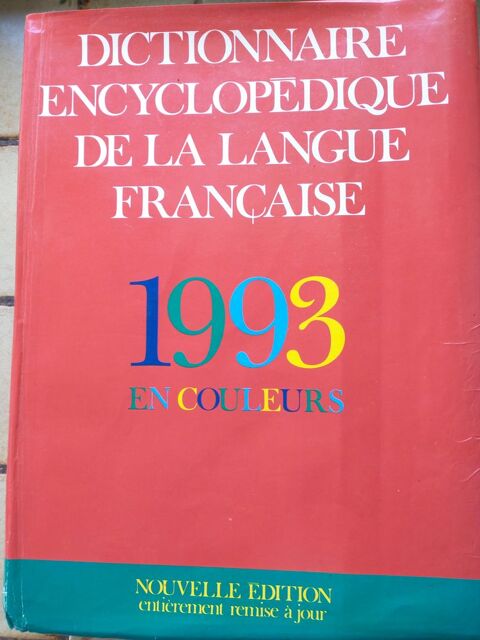 DICTIONNAIRE
ENCYCLOPÉDIQUE
DE LA LANGUE
FRANÇAISE
1993
EN COULEURS
NOUVELLE ÉDITION
entièrement remise à jour